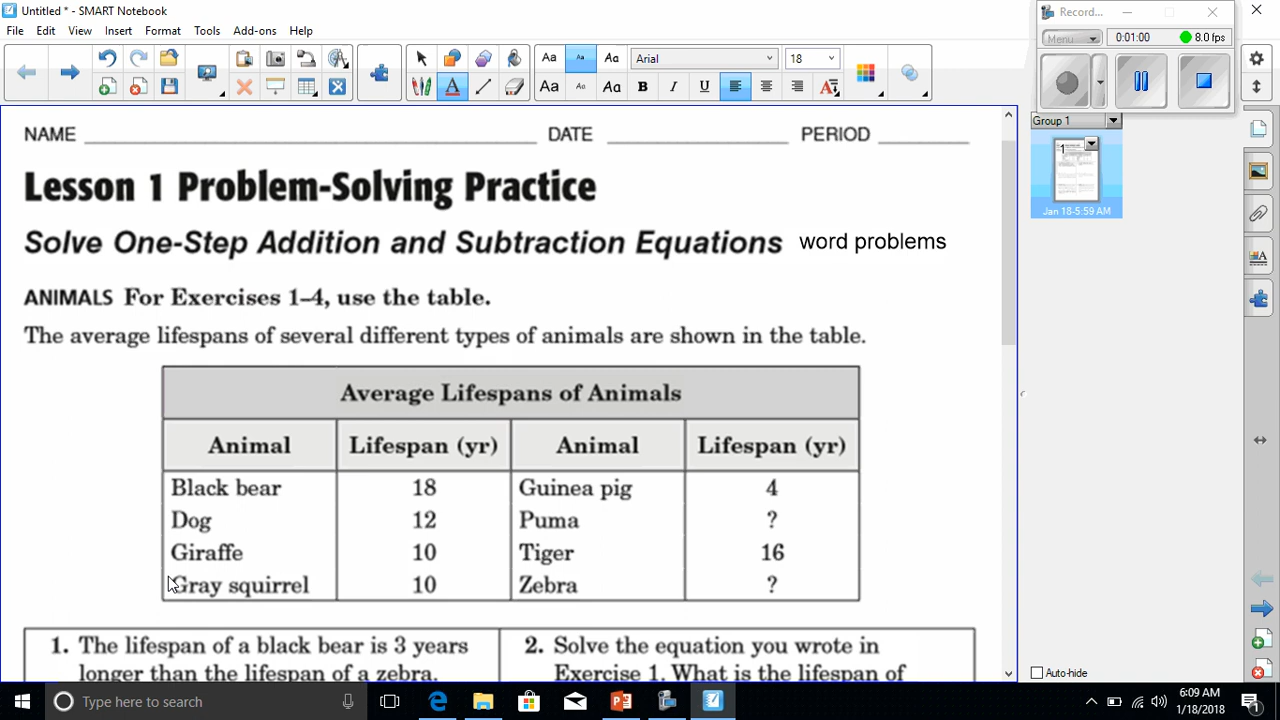 Untitled * - SMART Notebook
File Edit View Insert Format Tools Add-ons Help
Record...
Menu 0:01:00 8.0 fps
Aa Aa Aa Arial 18
A Aa Aa Aa B I U
NAME DATE PERIOD
Lesson 1 Problem-Solving Practice
Solve One-Step Addition and Subtraction Equations word problems
ANIMALS For Exercises 1–4, use the table.
The average lifespans of several different types of animals are shown in the table.
Average Lifespans of Animals
Animal Lifespan (yr) Animal Lifespan (yr)
Black bear 18 Guinea pig 4
Dog 12 Puma ?
Giraffe 10 Tiger 16
Gray squirrel 10 Zebra ?
1. The lifespan of a black bear is 3 years
longer than the lifespan of a zebra.
2. Solve the equation you wrote in
Exercise 1. What is the lifespan of
Group 1
1
Jan 18-5:59 AM
Auto-hide
Type here to search
6:09 AM
1/18/2018